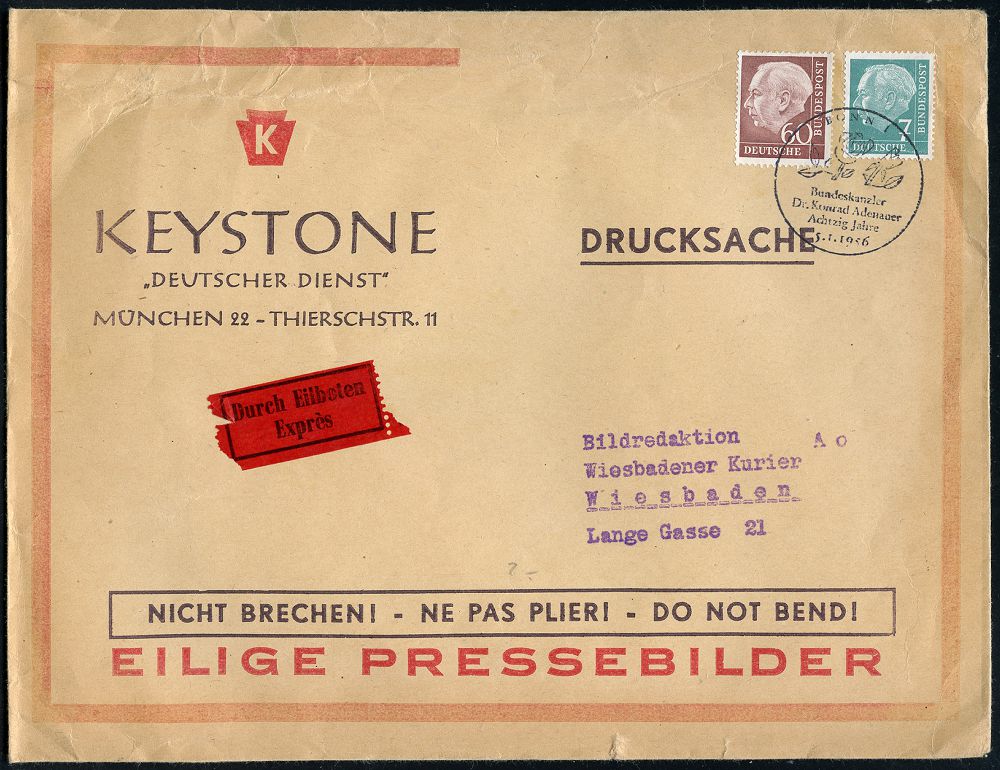 K
KEYSTONE
„DEUTSCHER DIENST“
MÜNCHEN 22 - THIERSCHSTR. 11
60
DEUTSCHE
BUNDESPOST
7
DEUTSCHE
BUNDESPOST
BONN 1
Bundeskanzler
Dr. Konrad Adenauer
Achtzig Jahre
5.1.1956
DRUCKSACHE
Durch Eilboten
Exprès
Bildredaktion A o
Wiesbadener Kurier
Wiesbaden
Lange Gasse 21
NICHT BRECHEN! - NE PAS PLIER! - DO NOT BEND!
EILIGE PRESSEBILDER